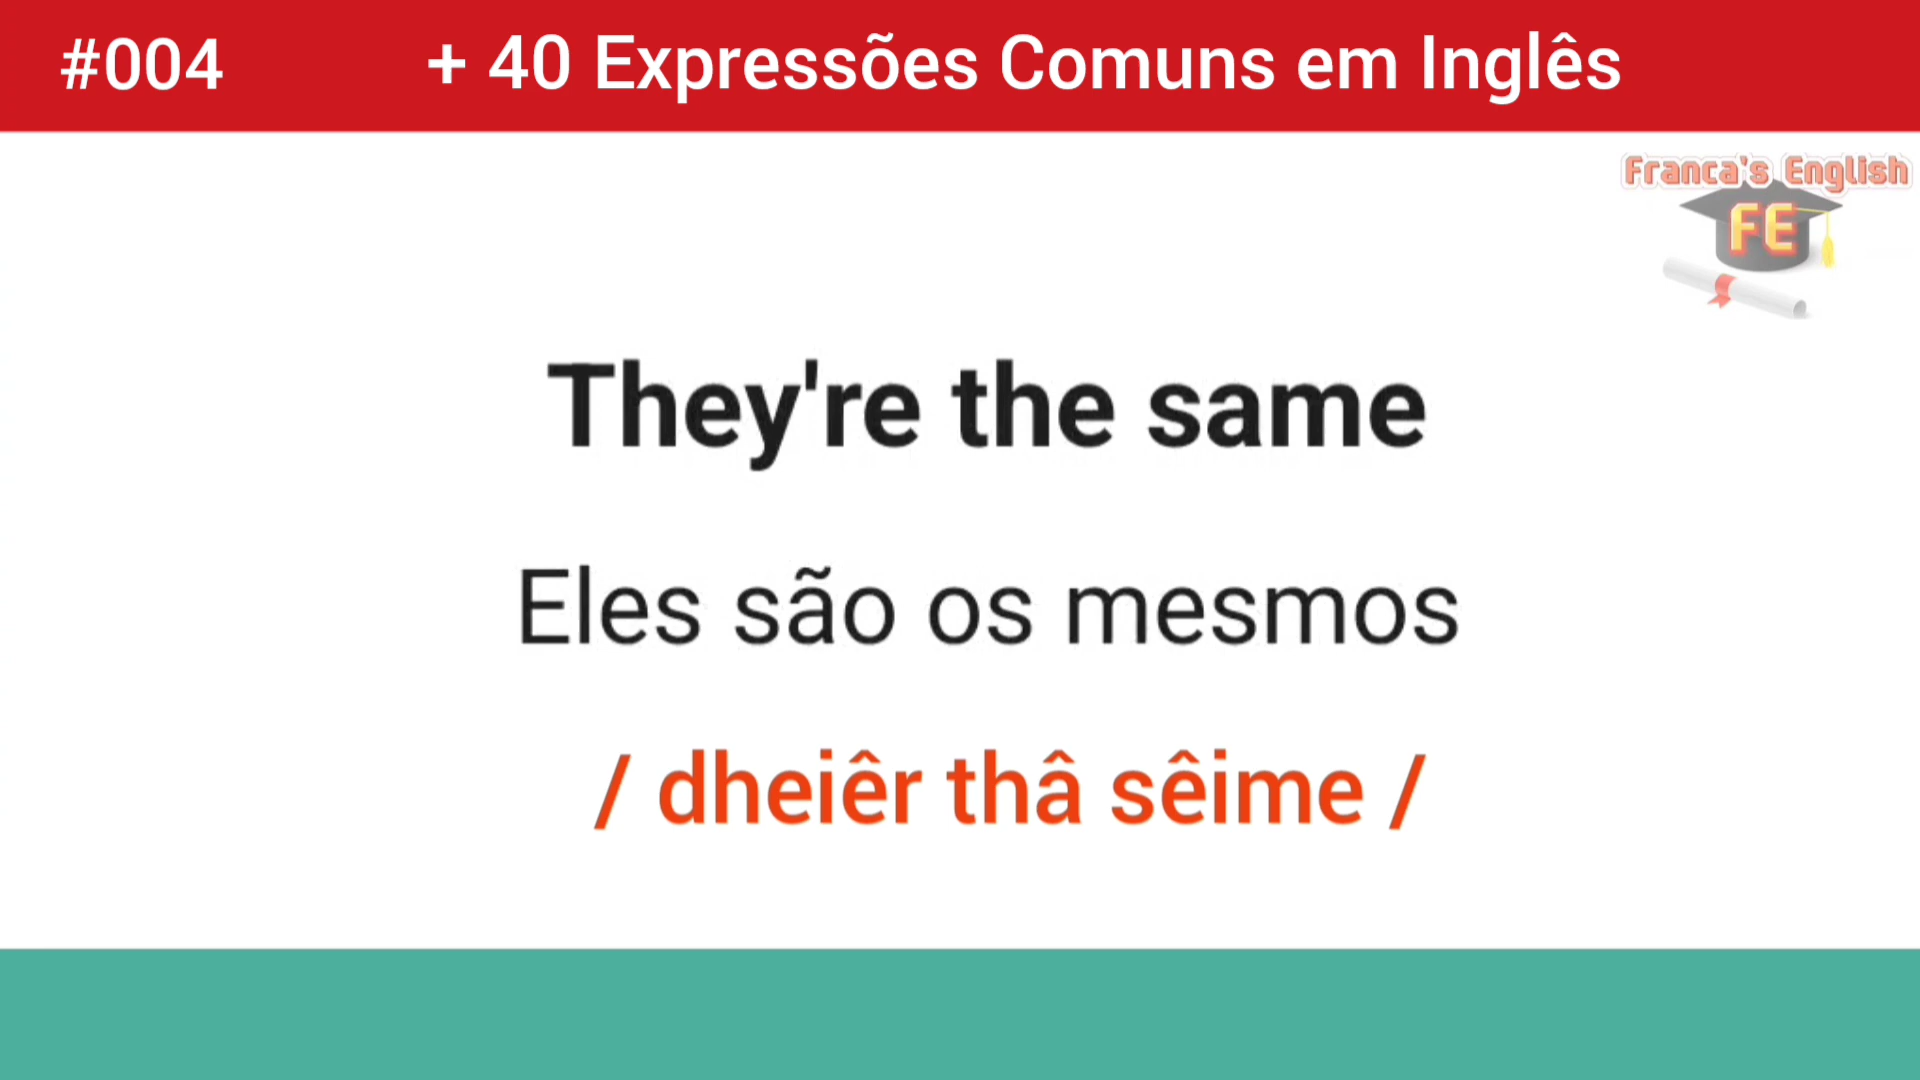 #004 + 40 Expressões Comuns em Inglês
Franca's English
FE
They're the same
Eles são os mesmos
/ dheiêr thâ sêime /